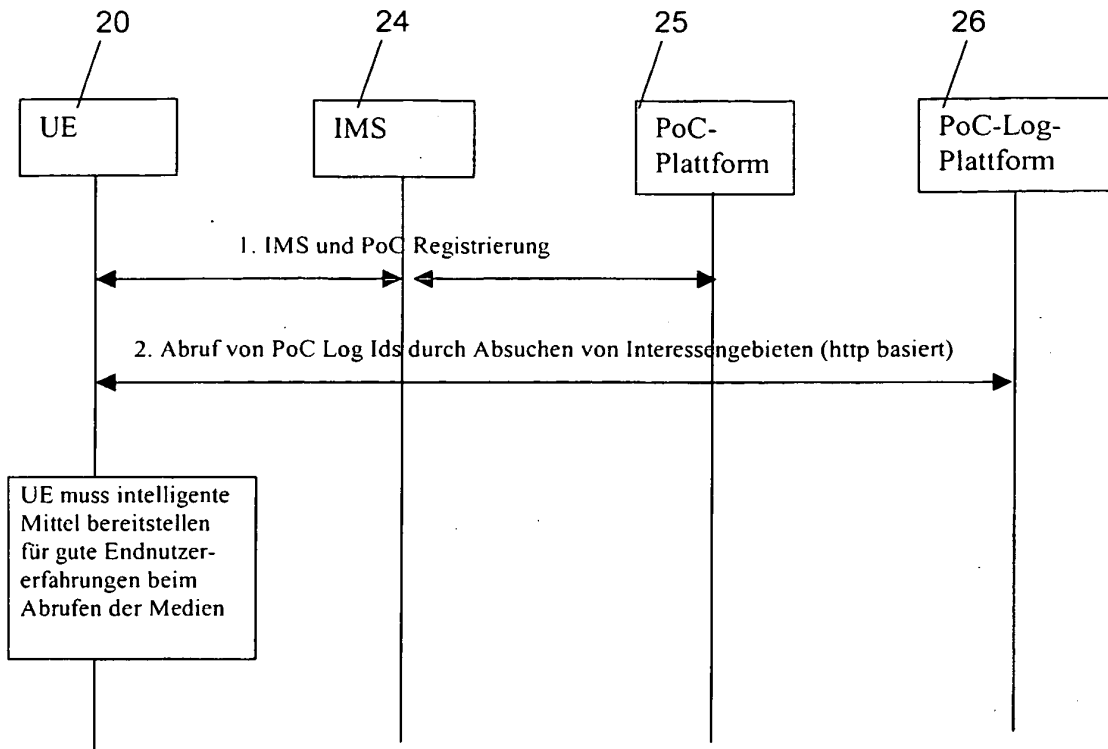 20
24
25
26
UE
IMS
PoC-
Plattform
PoC-Log-
Plattform
1. IMS und PoC Registrierung
2. Abruf von PoC Log Ids durch Absuchen von Interessengebieten (http basiert)
UE muss intelligente
Mittel bereitstellen
für gute Endnutzer-
erfahrungen beim
Abrufen der Medien